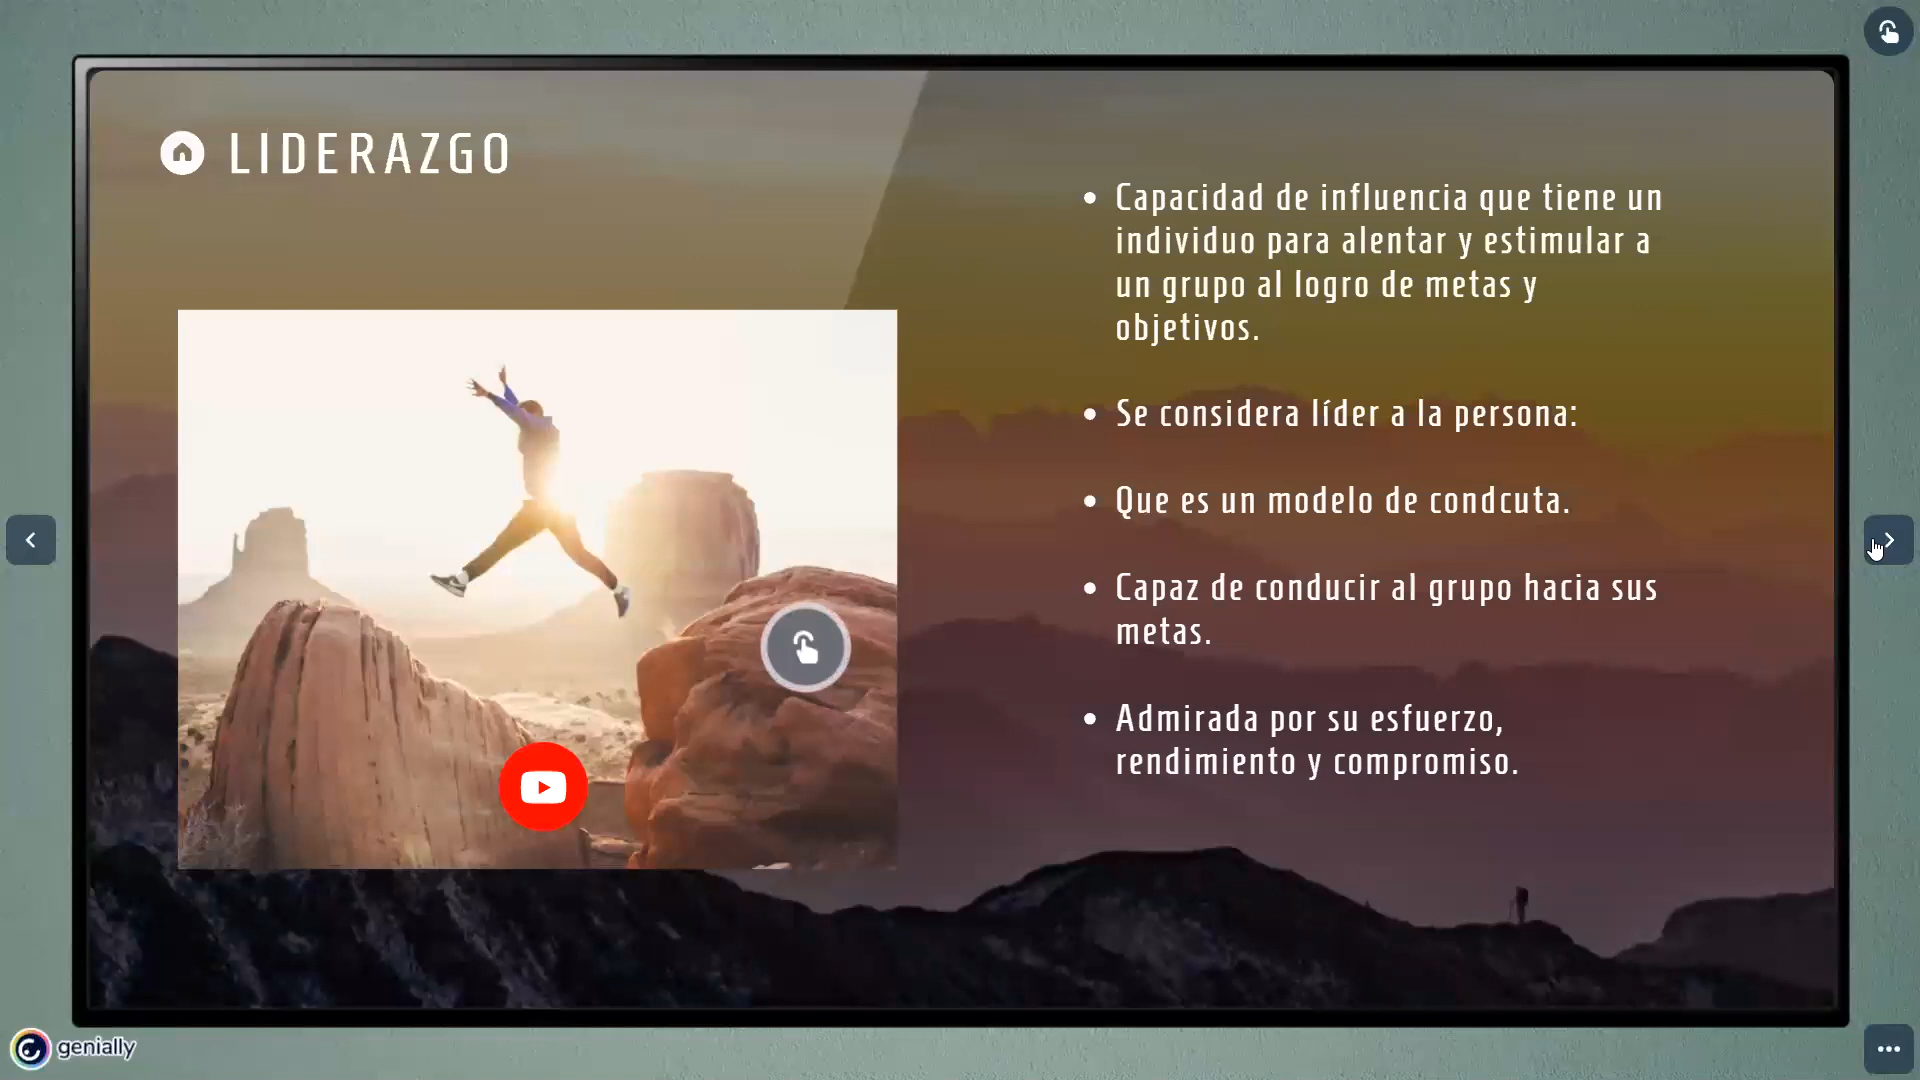 LIDERAZGO
• Capacidad de influencia que tiene un
individuo para alentar y estimular a
un grupo al logro de metas y
objetivos.
• Se considera líder a la persona:
• Que es un modelo de condcuta.
• Capaz de conducir al grupo hacia sus
metas.
• Admirada por su esfuerzo,
rendimiento y compromiso.
genially